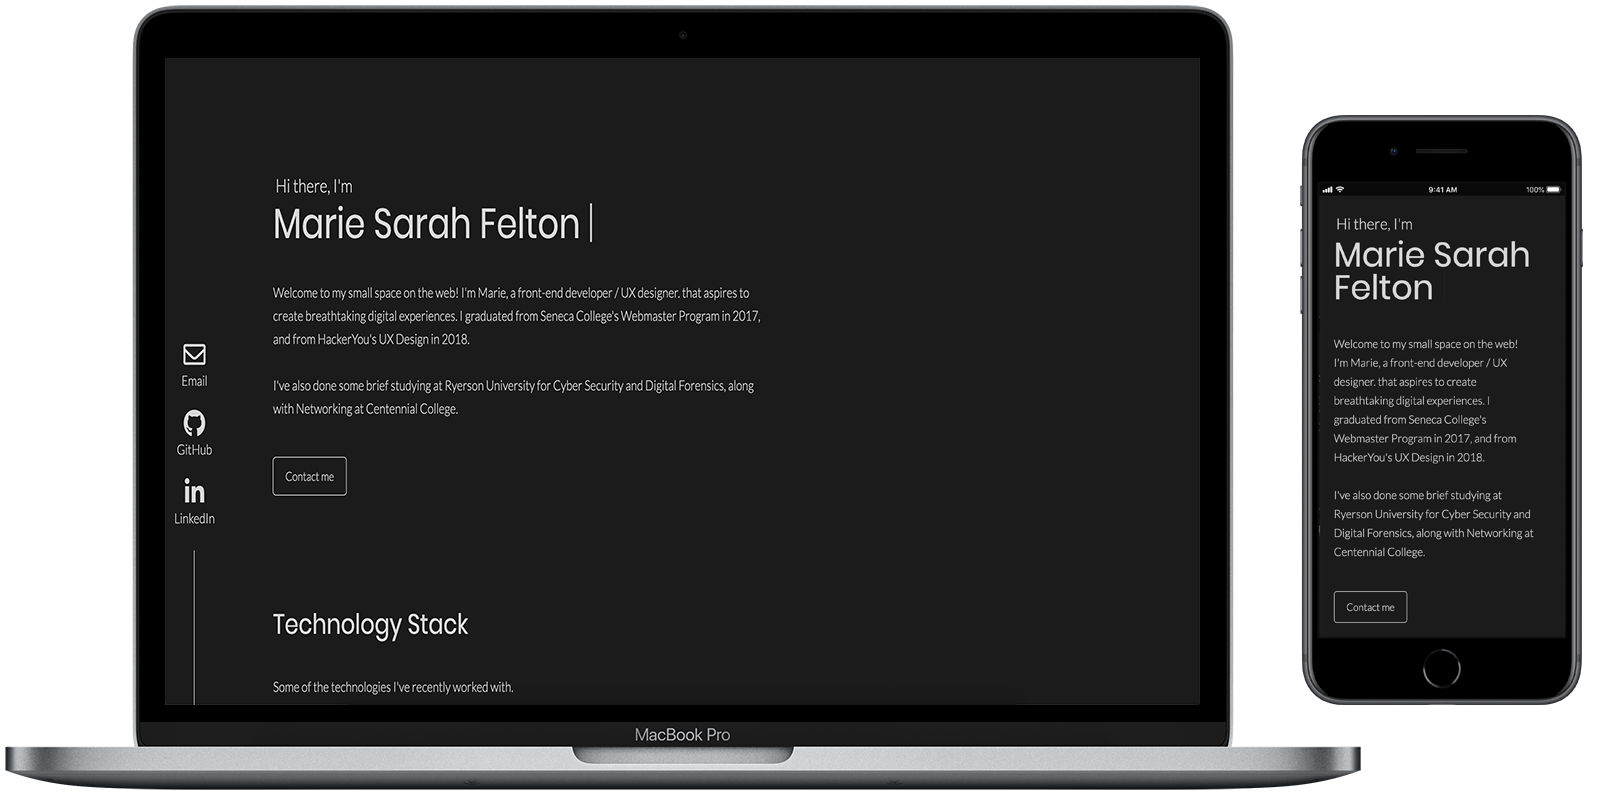 Hi there, I'm
Marie Sarah Felton
Welcome to my small space on the web! I'm Marie, a front-end developer / UX designer. that aspires to
create breathtaking digital experiences. I graduated from Seneca College's Webmaster Program in 2017,
and from HackerYou's UX Design in 2018.
I've also done some brief studying at Ryerson University for Cyber Security and Digital Forensics, along
with Networking at Centennial College.
Contact me
Email
GitHub
in
LinkedIn
Technology Stack
Some of the technologies I've recently worked with.
MacBook Pro
9:41 AM
100%
Hi there, I'm
Marie Sarah
Felton
Welcome to my small space on the web!
I'm Marie, a front-end developer / UX
designer. that aspires to create
breathtaking digital experiences. I
graduated from Seneca College's
Webmaster Program in 2017, and from
HackerYou's UX Design in 2018.
I've also done some brief studying at
Ryerson University for Cyber Security and
Digital Forensics, along with Networking at
Centennial College.
Contact me